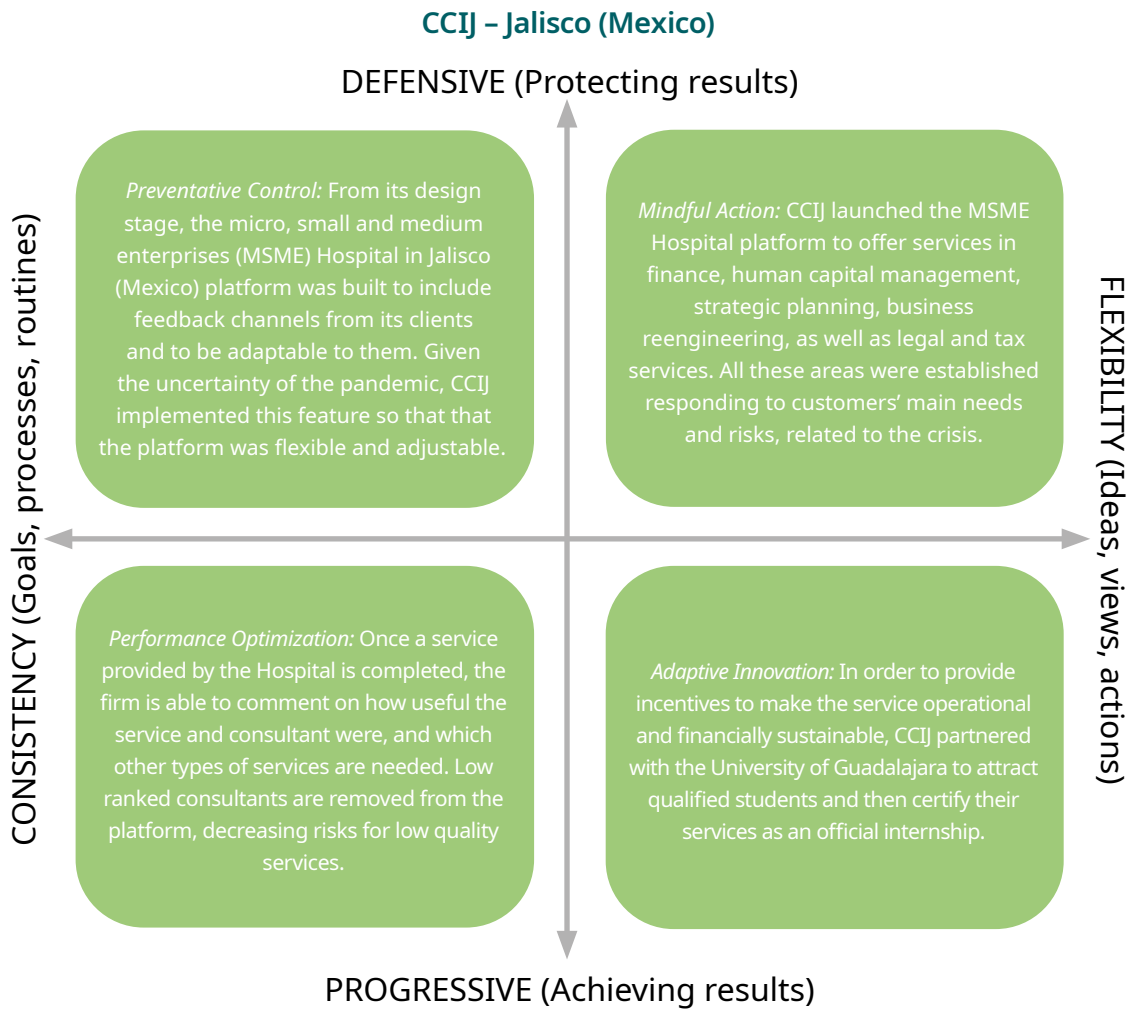 CCIJ – Jalisco (Mexico)
DEFENSIVE (Protecting results)
CONSISTENCY (Goals, processes, routines)
Preventative Control: From its design
stage, the micro, small and medium
enterprises (MSME) Hospital in Jalisco
(Mexico) platform was built to include
feedback channels from its clients
and to be adaptable to them. Given
the uncertainty of the pandemic, CCIJ
implemented this feature so that that
the platform was flexible and adjustable.
Mindful Action: CCIJ launched the MSME
Hospital platform to offer services in
finance, human capital management,
strategic planning, business
reengineering, as well as legal and tax
services. All these areas were established
responding to customers’ main needs
and risks, related to the crisis.
FLEXIBILITY (Ideas, views, actions)
Performance Optimization: Once a service
provided by the Hospital is completed, the
firm is able to comment on how useful the
service and consultant were, and which
other types of services are needed. Low
ranked consultants are removed from the
platform, decreasing risks for low quality
services.
Adaptive Innovation: In order to provide
incentives to make the service operational
and financially sustainable, CCIJ partnered
with the University of Guadalajara to attract
qualified students and then certify their
services as an official internship.
PROGRESSIVE (Achieving results)